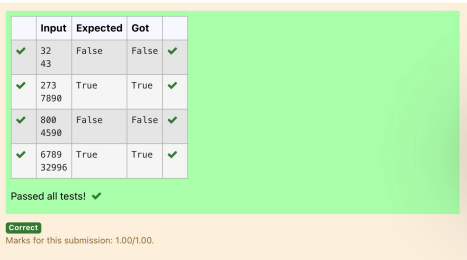 Input Expected Got
32 False False
43
273 True True
7890
800 False False
4590
6789 True True
32996
Passed all tests!
Correct
Marks for this submission: 1.00/1.00.